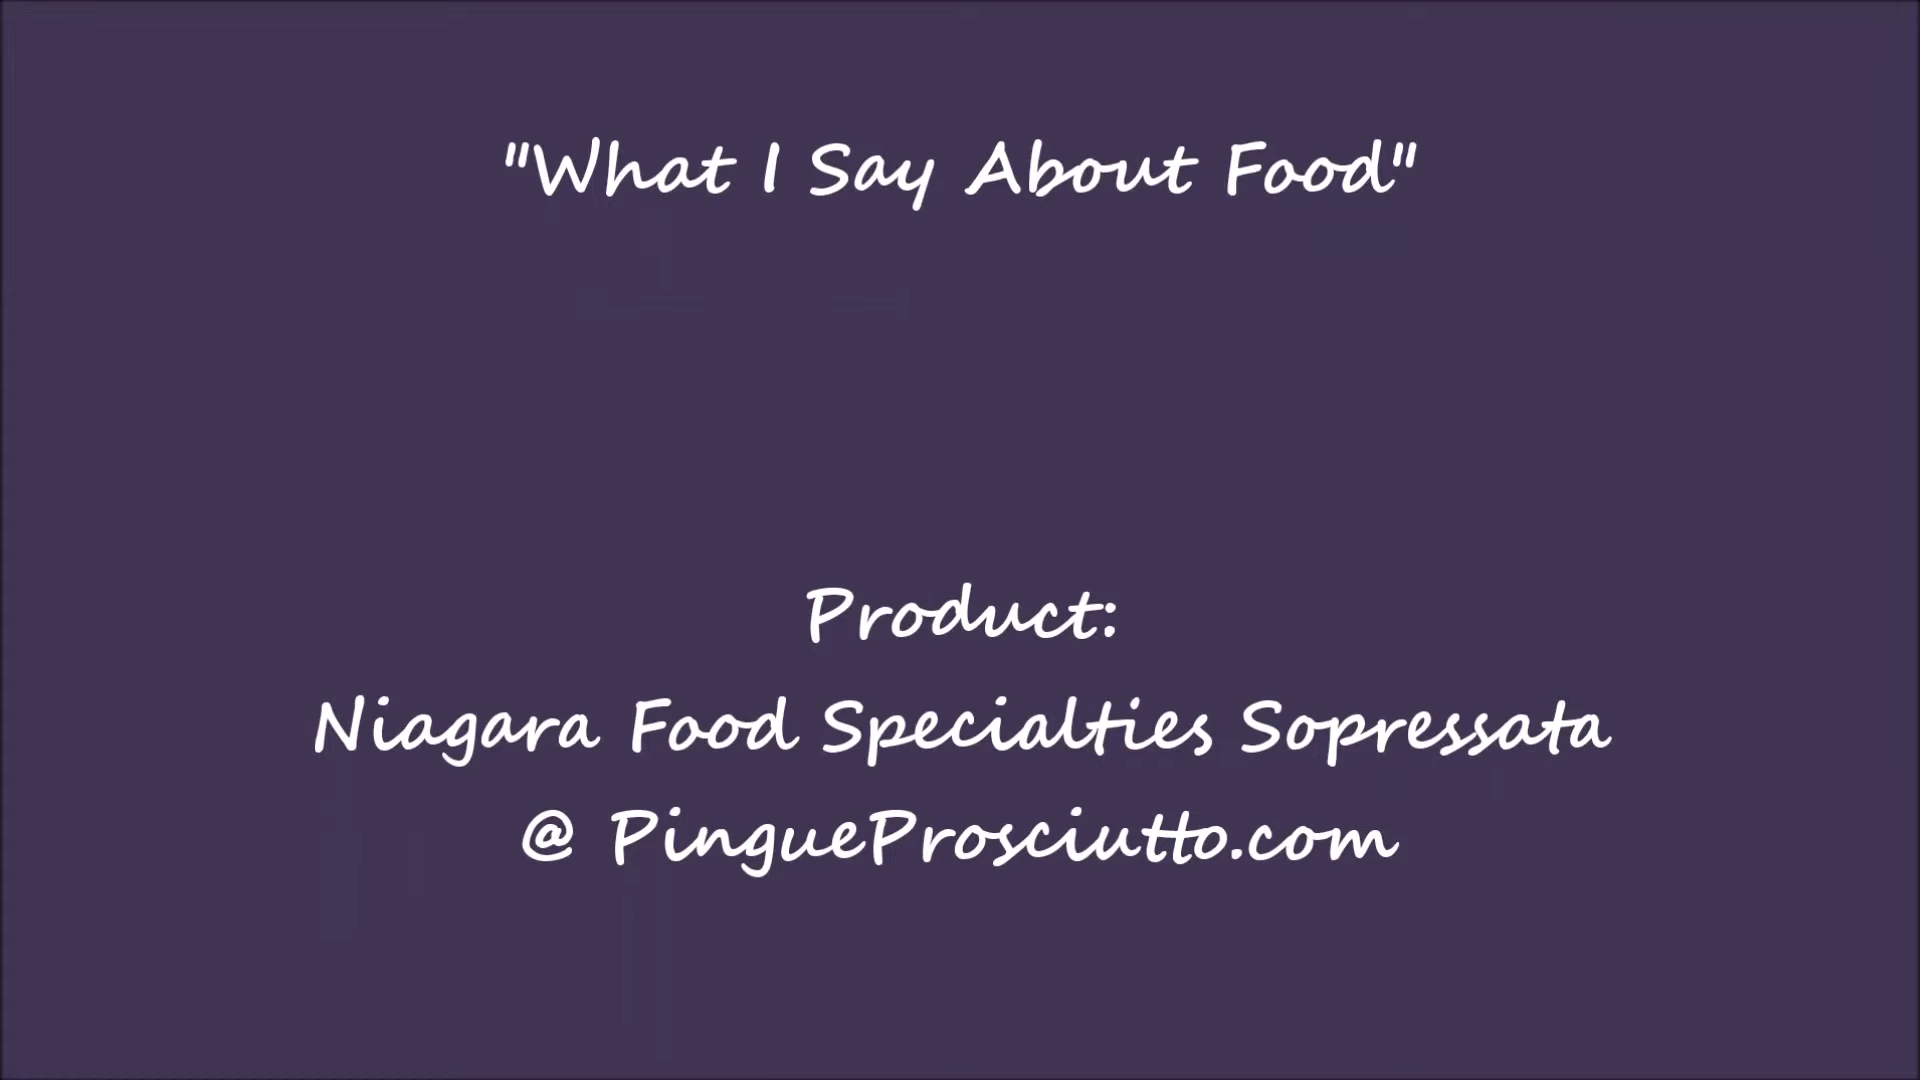 "What I Say About Food"
Product:
Niagara Food Specialties Sopressata
@ PingueProsciutto.com